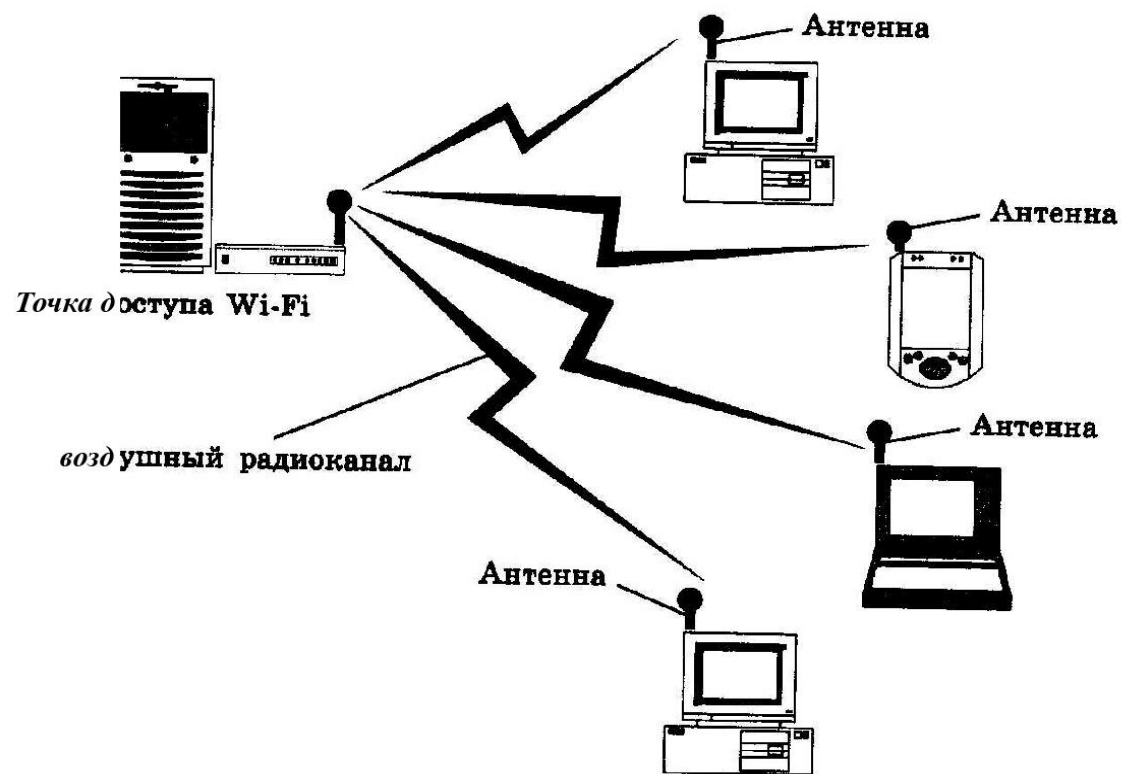 Антенна
Антенна
Точка доступа Wi-Fi
Антенна
воздушный радиоканал
Антенна